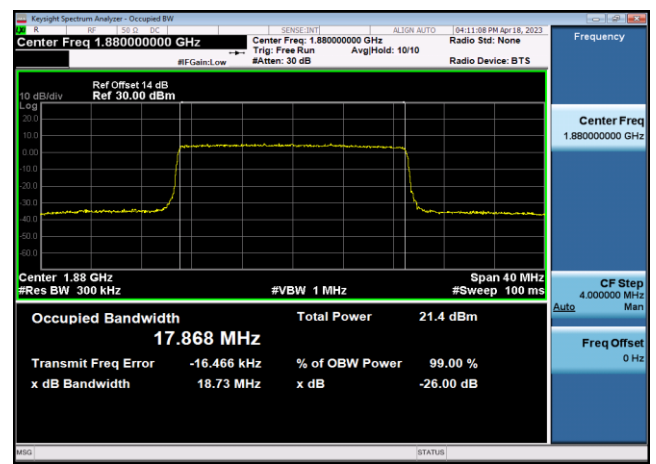 Keysight Spectrum Analyzer - Occupied BW
R RF 50 Ω DC SENSE:INT ALIGN AUTO 04:11:08 PM Apr 18, 2023
Center Freq 1.880000000 GHz
Center Freq: 1.880000000 GHz Radio Std: None
Trig: Free Run Avg|Hold: 10/10
#IFGain:Low #Atten: 30 dB Radio Device: BTS
Ref Offset 14 dB
10 dB/div Ref 30.00 dBm
Log
20.0
10.0
0.00
-10.0
-20.0
-30.0
-40.0
-50.0
-60.0
Center 1.88 GHz Span 40 MHz
#Res BW 300 kHz #VBW 1 MHz #Sweep 100 ms
Occupied Bandwidth Total Power 21.4 dBm
17.868 MHz
Transmit Freq Error -16.466 kHz % of OBW Power 99.00 %
x dB Bandwidth 18.73 MHz x dB -26.00 dB
Frequency
Center Freq
1.880000000 GHz
CF Step
4.000000 MHz
Auto Man
Freq Offset
0 Hz
MSG STATUS